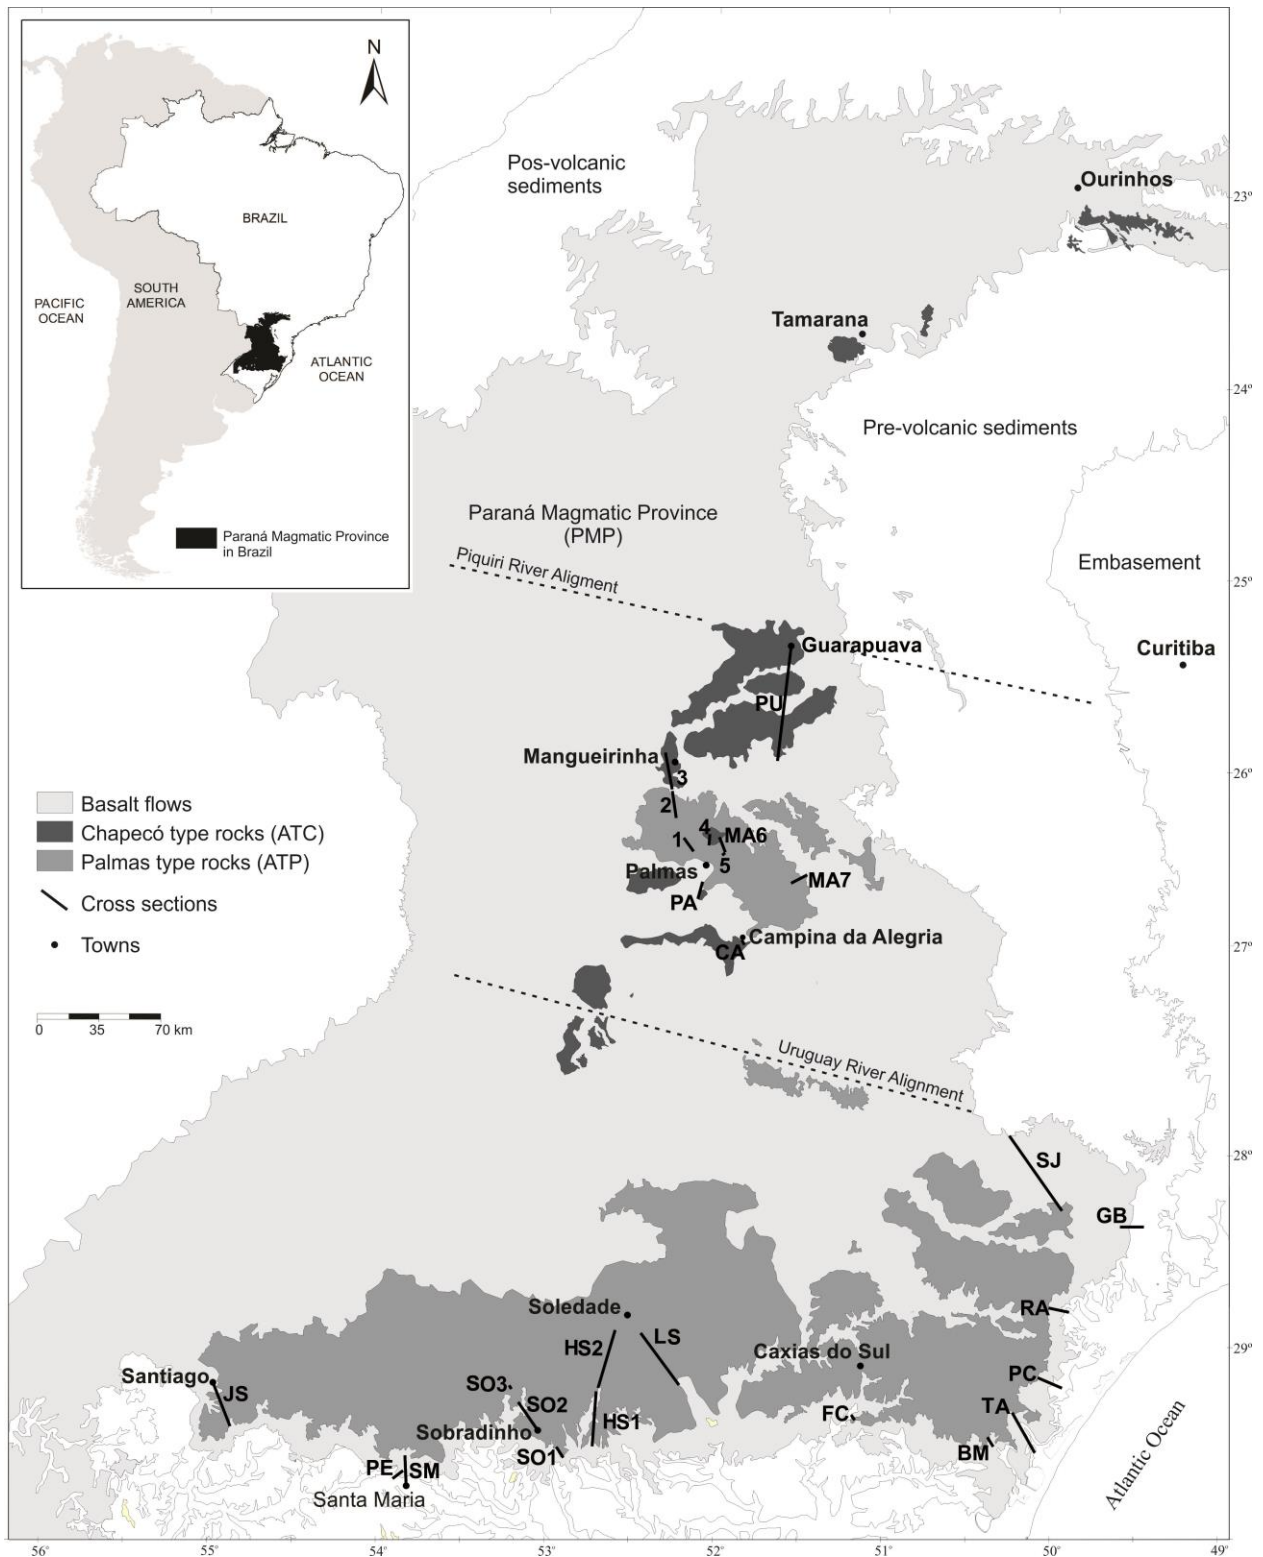 N
BRAZIL
SOUTH
AMERICA
PACIFIC
OCEAN
ATLANTIC
OCEAN
Paraná Magmatic Province
in Brazil
Pos-volcanic
sediments
Ourinhos
23º
Tamarana
24º
Pre-volcanic sediments
Paraná Magmatic Province
(PMP)
Piquiri River Aligment
Embasement
25º
Guarapuava
Curitiba
PU
Mangueirinha
26º
3
2
4
1
MA6
5
Palmas
MA7
PA
Campina da Alegria
27º
CA
Basalt flows
Chapecó type rocks (ATC)
Palmas type rocks (ATP)
Cross sections
Towns
0 35 70 km
Uruguay River Alignment
28º
SJ
GB
Soledade
RA
HS2
LS
Caxias do Sul
29º
Santiago
JS
SO3
SO2
PC
TA
FC
HS1
Sobradinho
SO1
BM
PE
SM
Santa Maria
Atlantic Ocean
56º
55º
54º
53º
52º
51º
50º
49º